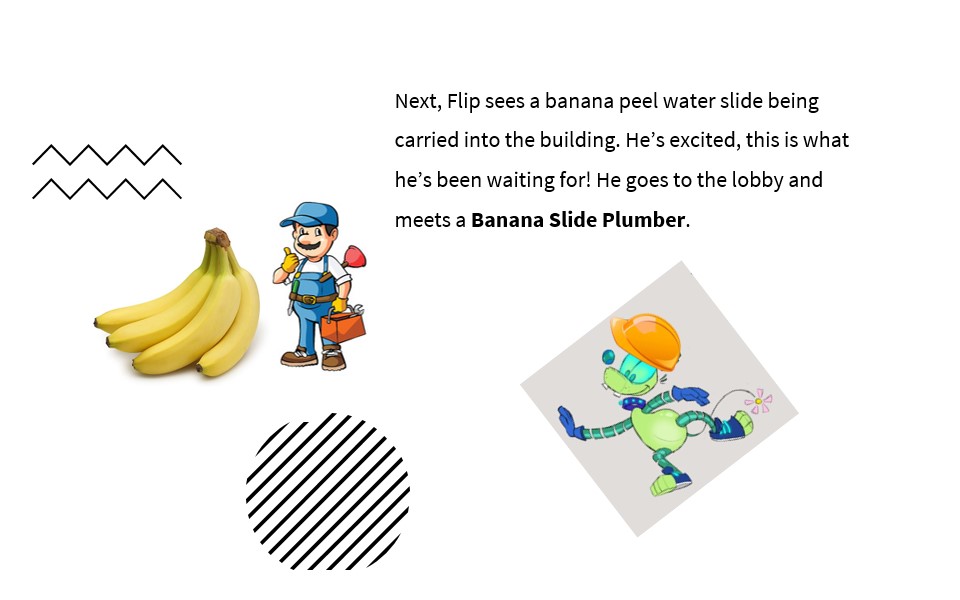 Next, Flip sees a banana peel water slide being
carried into the building. He’s excited, this is what
he’s been waiting for! He goes to the lobby and
meets a Banana Slide Plumber.